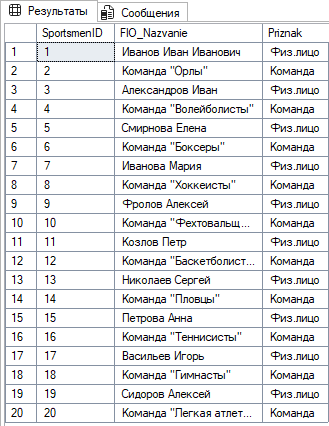 Результаты Сообщения
SportsmenID FIO_Nazvanie Priznak
1 1 Иванов Иван Иванович Физ.лицо
2 2 Команда "Орлы" Команда
3 3 Александров Иван Физ.лицо
4 4 Команда "Волейболисты" Команда
5 5 Смирнова Елена Физ.лицо
6 6 Команда "Боксеры" Команда
7 7 Иванова Мария Физ.лицо
8 8 Команда "Хоккеисты" Команда
9 9 Фролов Алексей Физ.лицо
10 10 Команда "Фехтовальщ... Команда
11 11 Козлов Петр Физ.лицо
12 12 Команда "Баскетболист... Команда
13 13 Николаев Сергей Физ.лицо
14 14 Команда "Пловцы" Команда
15 15 Петрова Анна Физ.лицо
16 16 Команда "Теннисисты" Команда
17 17 Васильев Игорь Физ.лицо
18 18 Команда "Гимнасты" Команда
19 19 Сидоров Алексей Физ.лицо
20 20 Команда "Легкая атлет... Команда